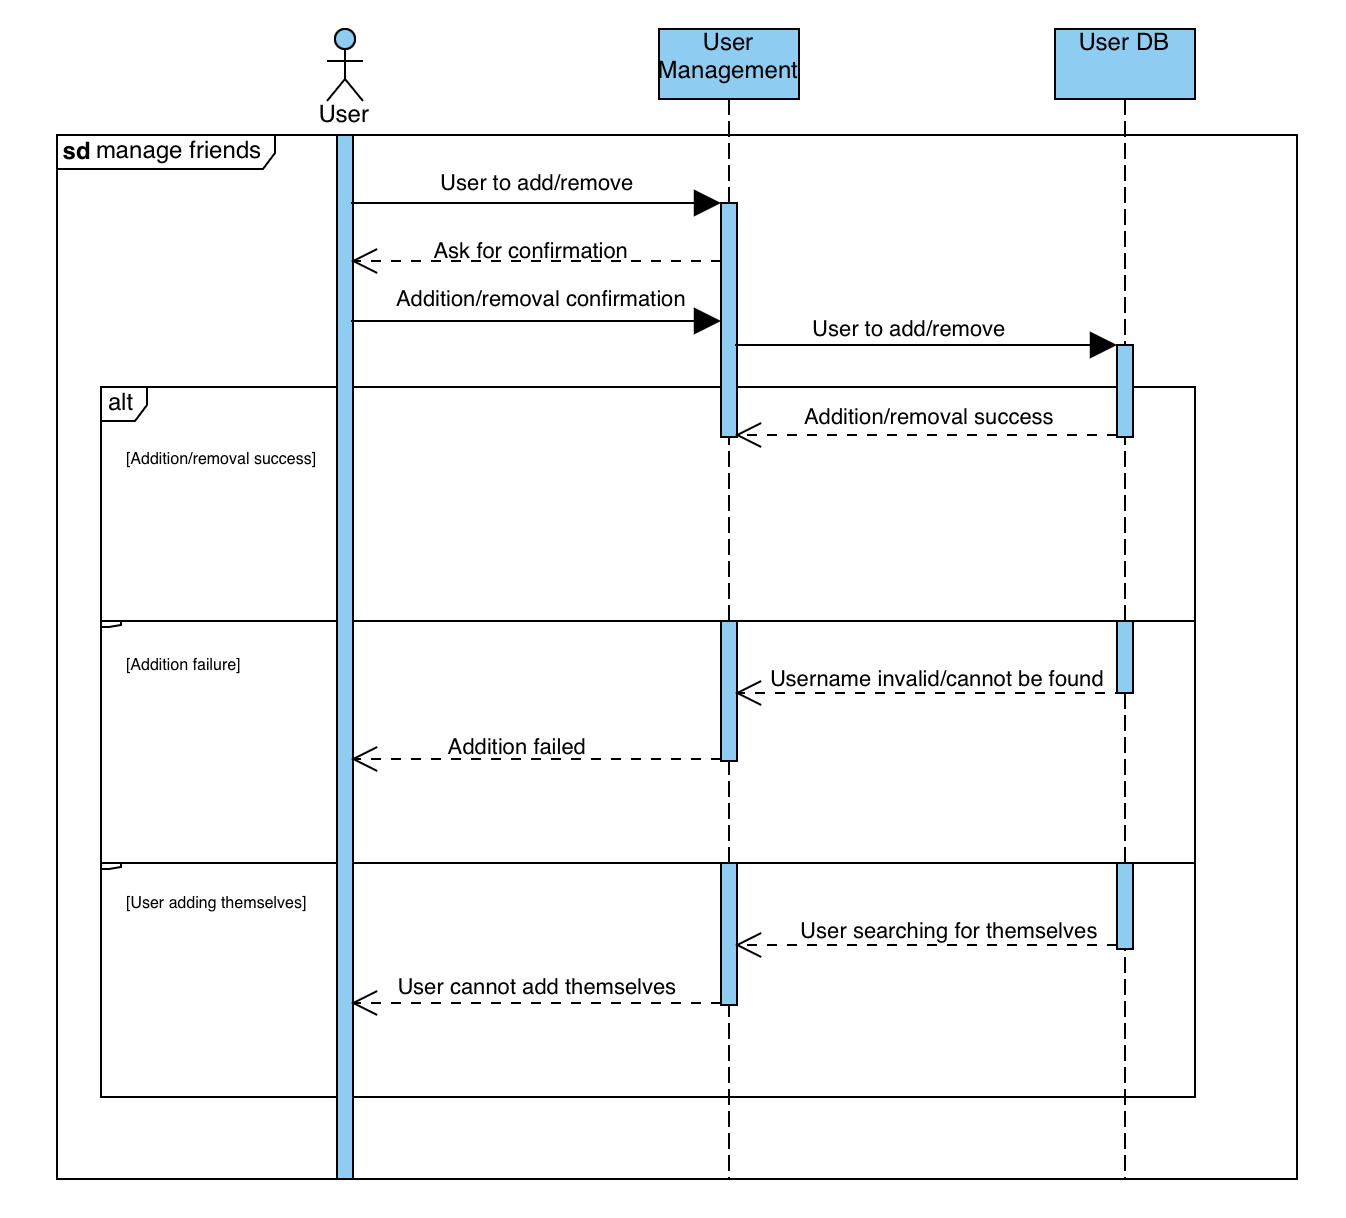 User
User
Management
User DB
sd manage friends
User to add/remove
Ask for confirmation
Addition/removal confirmation
User to add/remove
alt
Addition/removal success
[Addition/removal success]
[Addition failure]
Username invalid/cannot be found
Addition failed
[User adding themselves]
User searching for themselves
User cannot add themselves